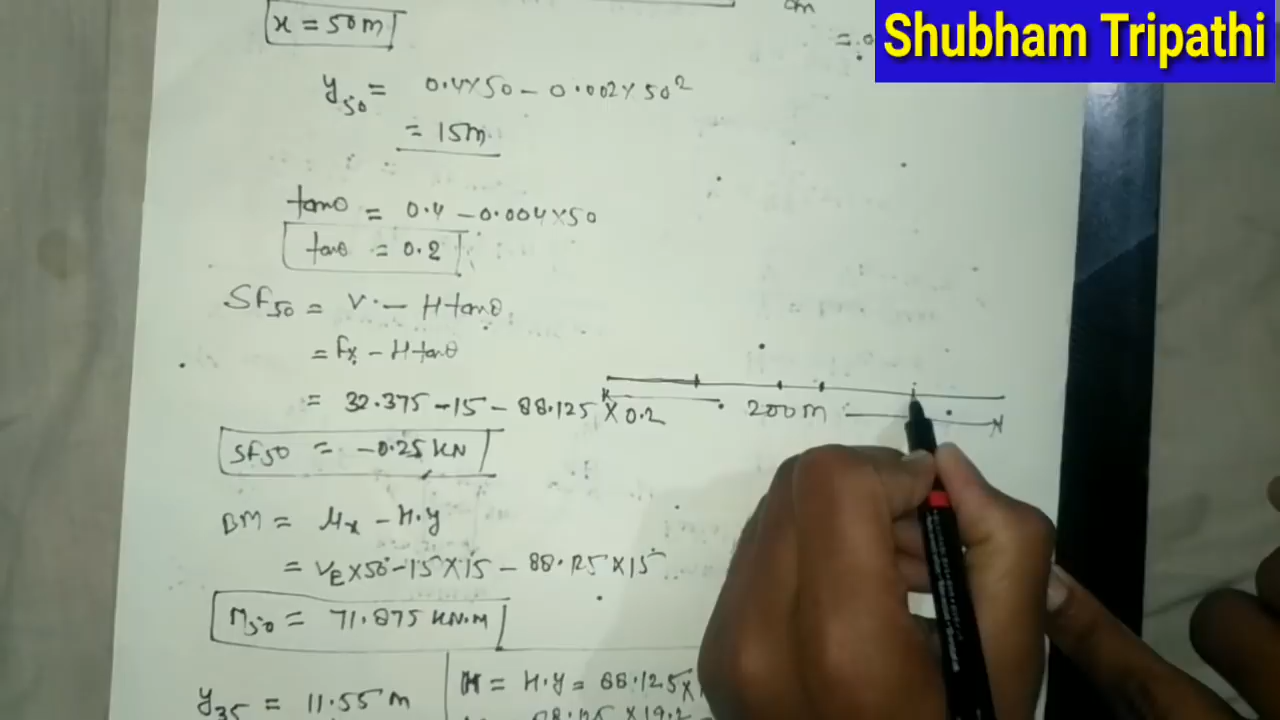 Shubham Tripathi
cm
x = 50m
y50 = 0.4×50 - 0.002×50²
= 15m
tanθ = 0.4 - 0.004×50
tanθ = 0.2
SF50 = V - H tanθ
= Fx - H tanθ
= 32.375 - 15 - 88.125 × 0.2
200m
SF50 = -0.25 KN
BM = Mx - H.y
= VE×50 - 15×15 - 88.125×15
M50 = 71.875 KN.M
y35 = 11.55 m
= H.y = 88.125×